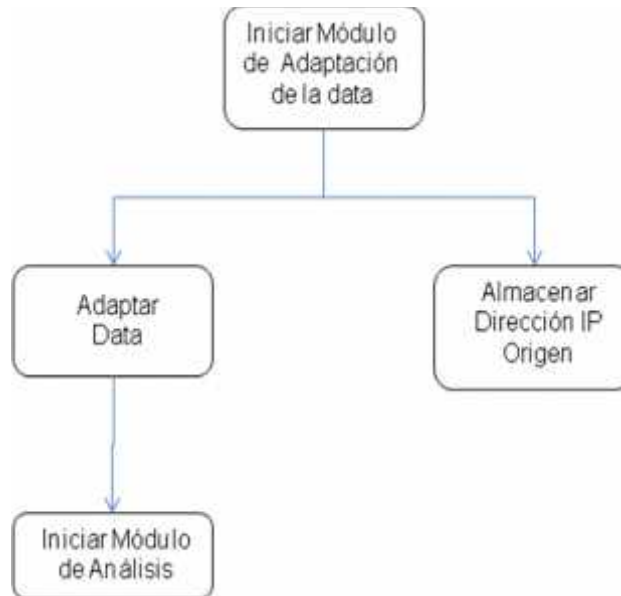 Iniciar Módulo
de Adaptación
de la data
Adaptar
Data
Almacenar
Dirección IP
Origen
Iniciar Módulo
de Análisis